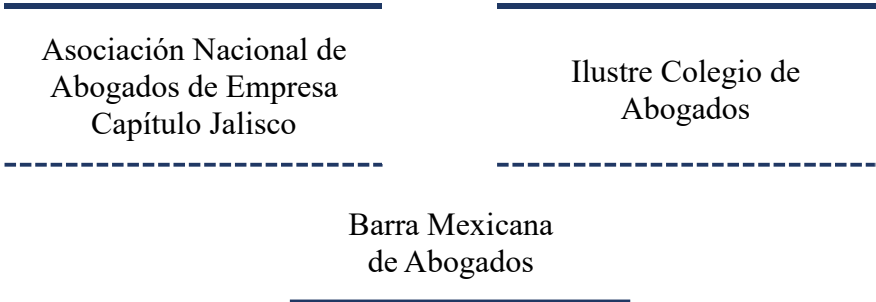 Asociación Nacional de
Abogados de Empresa
Capítulo Jalisco
Ilustre Colegio de
Abogados
Barra Mexicana
de Abogados